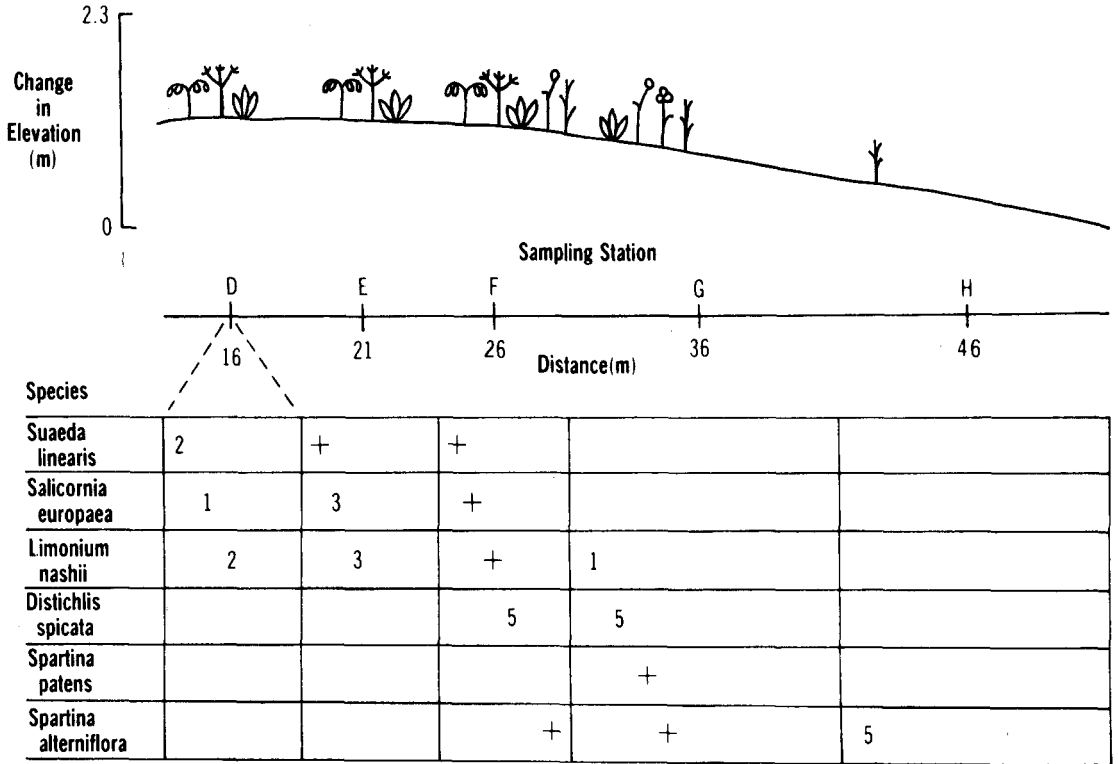 2.3
Change
in
Elevation
(m)
0
Sampling Station
D E F G H
16 21 26 36 46
Distance(m)
Species
Suaeda
linearis
2 + +
Salicornia
europaea
1 3 +
Limonium
nashii
2 3 + 1
Distichlis
spicata
5 5
Spartina
patens
+
Spartina
alterniflora
+ + 5